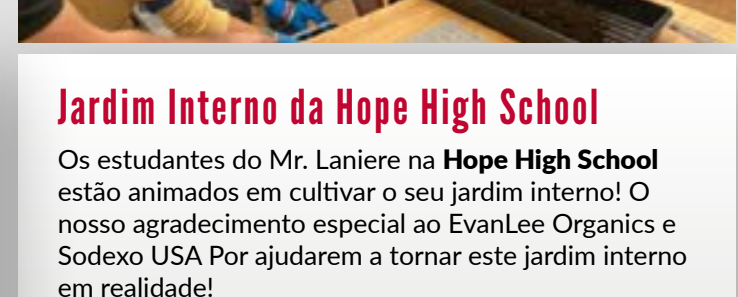 Jardim Interno da Hope High School
Os estudantes do Mr. Laniere na Hope High School
estão animados em cultivar o seu jardim interno! O
nosso agradecimento especial ao EvanLee Organics e
Sodexo USA Por ajudarem a tornar este jardim interno
em realidade!